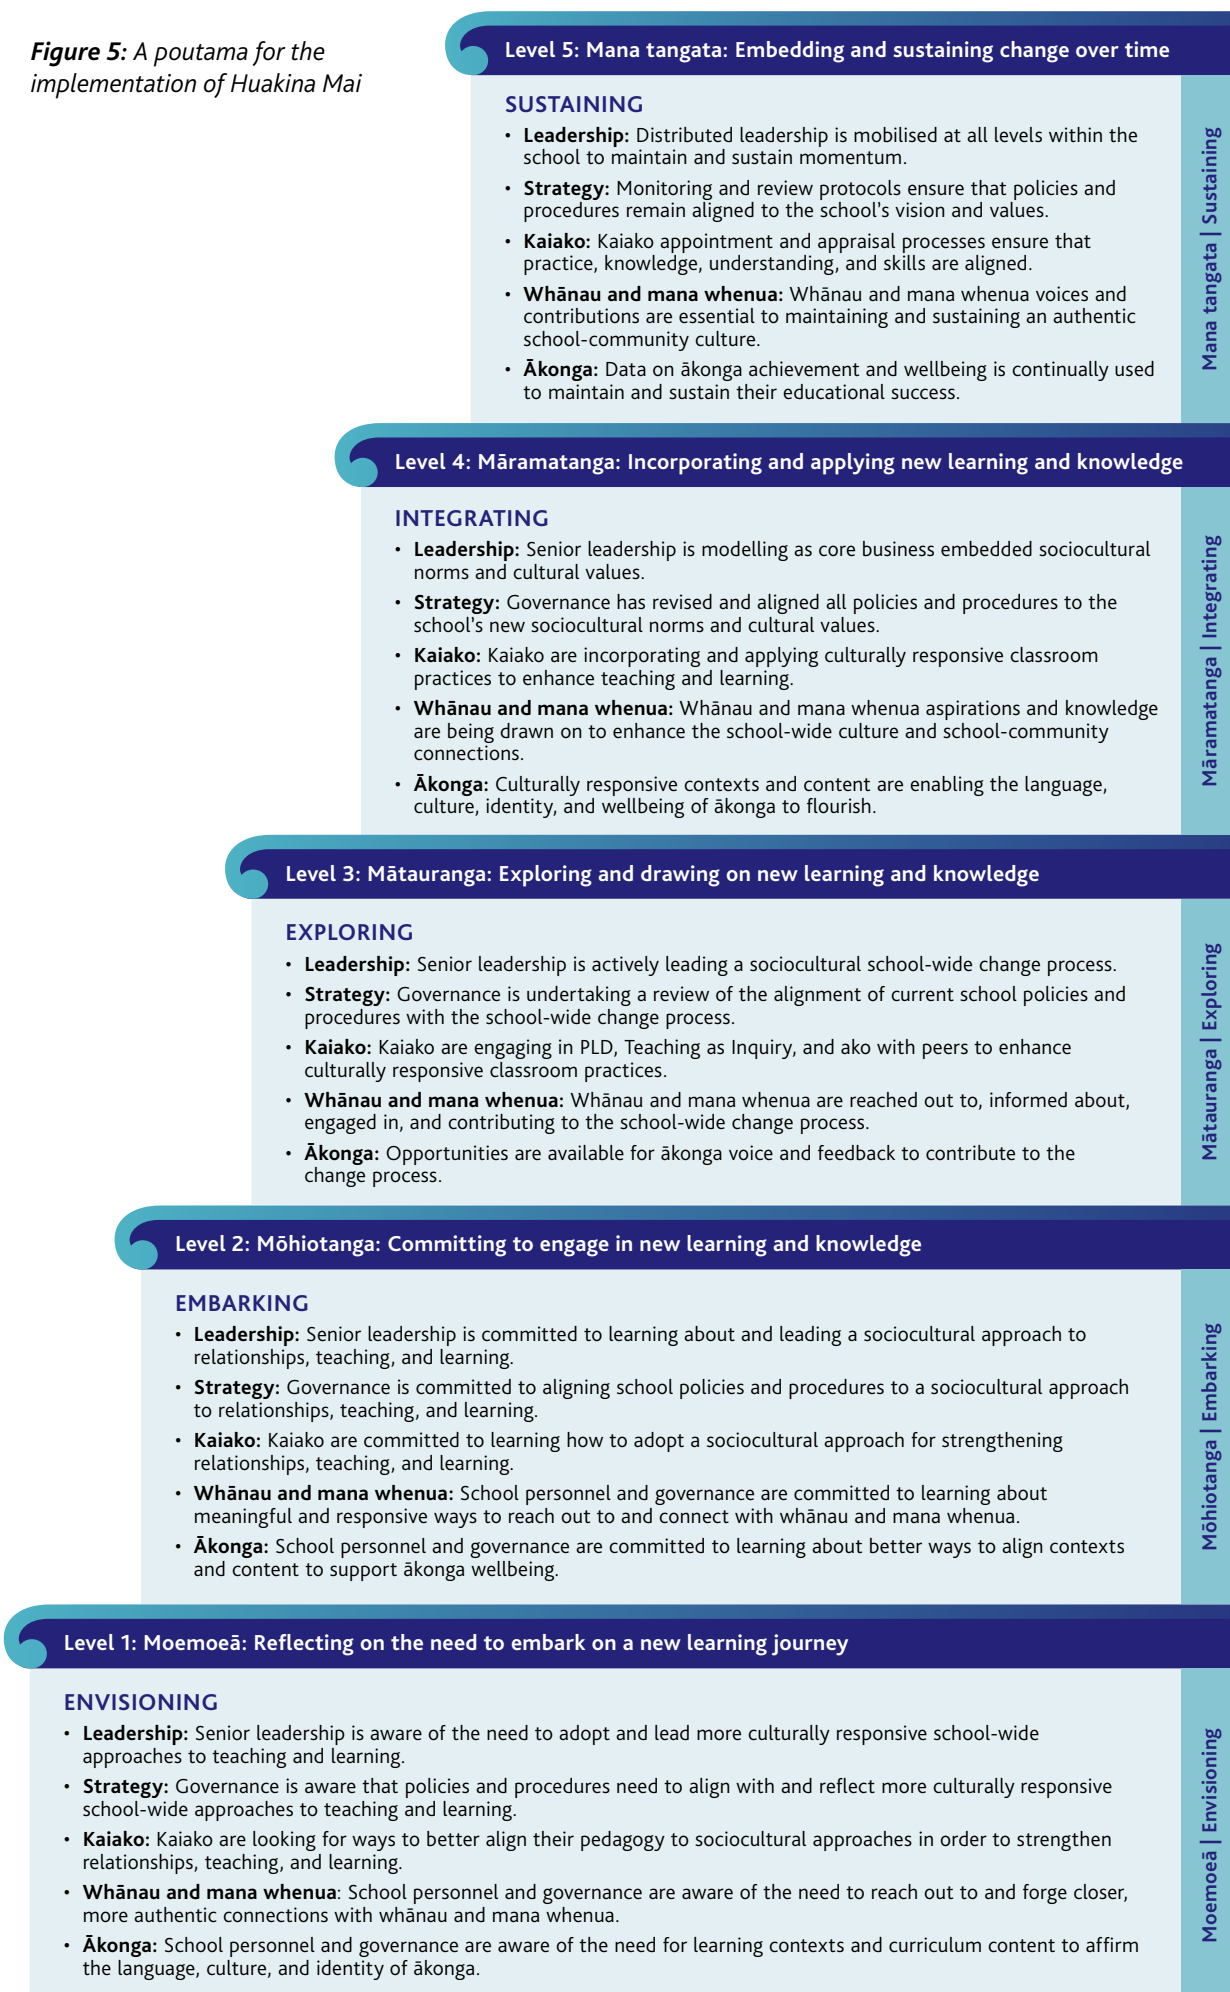 Figure 5: A poutama for the
implementation of Huakina Mai
Level 5: Mana tangata: Embedding and sustaining change over time
SUSTAINING
• Leadership: Distributed leadership is mobilised at all levels within the
school to maintain and sustain momentum.
• Strategy: Monitoring and review protocols ensure that policies and
procedures remain aligned to the school's vision and values.
• Kaiako: Kaiako appointment and appraisal processes ensure that
practice, knowledge, understanding, and skills are aligned.
• Whānau and mana whenua: Whānau and mana whenua voices and
contributions are essential to maintaining and sustaining an authentic
school-community culture.
• Ākonga: Data on ākonga achievement and wellbeing is continually used
to maintain and sustain their educational success.
Mana tangata | Sustaining
Level 4: Māramatanga: Incorporating and applying new learning and knowledge
INTEGRATING
• Leadership: Senior leadership is modelling as core business embedded sociocultural
norms and cultural values.
• Strategy: Governance has revised and aligned all policies and procedures to the
school's new sociocultural norms and cultural values.
• Kaiako: Kaiako are incorporating and applying culturally responsive classroom
practices to enhance teaching and learning.
• Whānau and mana whenua: Whānau and mana whenua aspirations and knowledge
are being drawn on to enhance the school-wide culture and school-community
connections.
• Ākonga: Culturally responsive contexts and content are enabling the language,
culture, identity, and wellbeing of ākonga to flourish.
Māramatanga | Integrating
Level 3: Mātauranga: Exploring and drawing on new learning and knowledge
EXPLORING
• Leadership: Senior leadership is actively leading a sociocultural school-wide change process.
• Strategy: Governance is undertaking a review of the alignment of current school policies and
procedures with the school-wide change process.
• Kaiako: Kaiako are engaging in PLD, Teaching as Inquiry, and ako with peers to enhance
culturally responsive classroom practices.
• Whānau and mana whenua: Whānau and mana whenua are reached out to, informed about,
engaged in, and contributing to the school-wide change process.
• Ākonga: Opportunities are available for ākonga voice and feedback to contribute to the
change process.
Mātauranga | Exploring
Level 2: Mōhiotanga: Committing to engage in new learning and knowledge
EMBARKING
• Leadership: Senior leadership is committed to learning about and leading a sociocultural approach to
relationships, teaching, and learning.
• Strategy: Governance is committed to aligning school policies and procedures to a sociocultural approach
to relationships, teaching, and learning.
• Kaiako: Kaiako are committed to learning how to adopt a sociocultural approach for strengthening
relationships, teaching, and learning.
• Whānau and mana whenua: School personnel and governance are committed to learning about
meaningful and responsive ways to reach out to and connect with whānau and mana whenua.
• Ākonga: School personnel and governance are committed to learning about better ways to align contexts
and content to support ākonga wellbeing.
Mōhiotanga | Embarking
Level 1: Moemoeā: Reflecting on the need to embark on a new learning journey
ENVISIONING
• Leadership: Senior leadership is aware of the need to adopt and lead more culturally responsive school-wide
approaches to teaching and learning.
• Strategy: Governance is aware that policies and procedures need to align with and reflect more culturally responsive
school-wide approaches to teaching and learning.
• Kaiako: Kaiako are looking for ways to better align their pedagogy to sociocultural approaches in order to strengthen
relationships, teaching, and learning.
• Whānau and mana whenua: School personnel and governance are aware of the need to reach out to and forge closer,
more authentic connections with whānau and mana whenua.
• Ākonga: School personnel and governance are aware of the need for learning contexts and curriculum content to affirm
the language, culture, and identity of ākonga.
Moemoeā | Envisioning